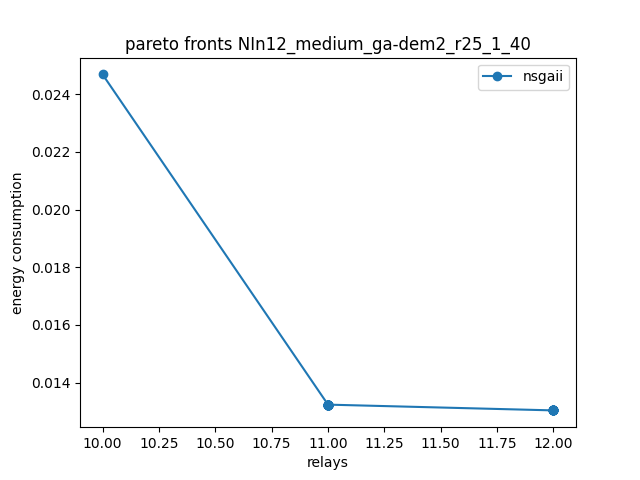 pareto fronts NIn12_medium_ga-dem2_r25_1_40
nsgaii
0.024
0.022
0.020
0.018
0.016
0.014
energy consumption
10.00 10.25 10.50 10.75 11.00 11.25 11.50 11.75 12.00
relays